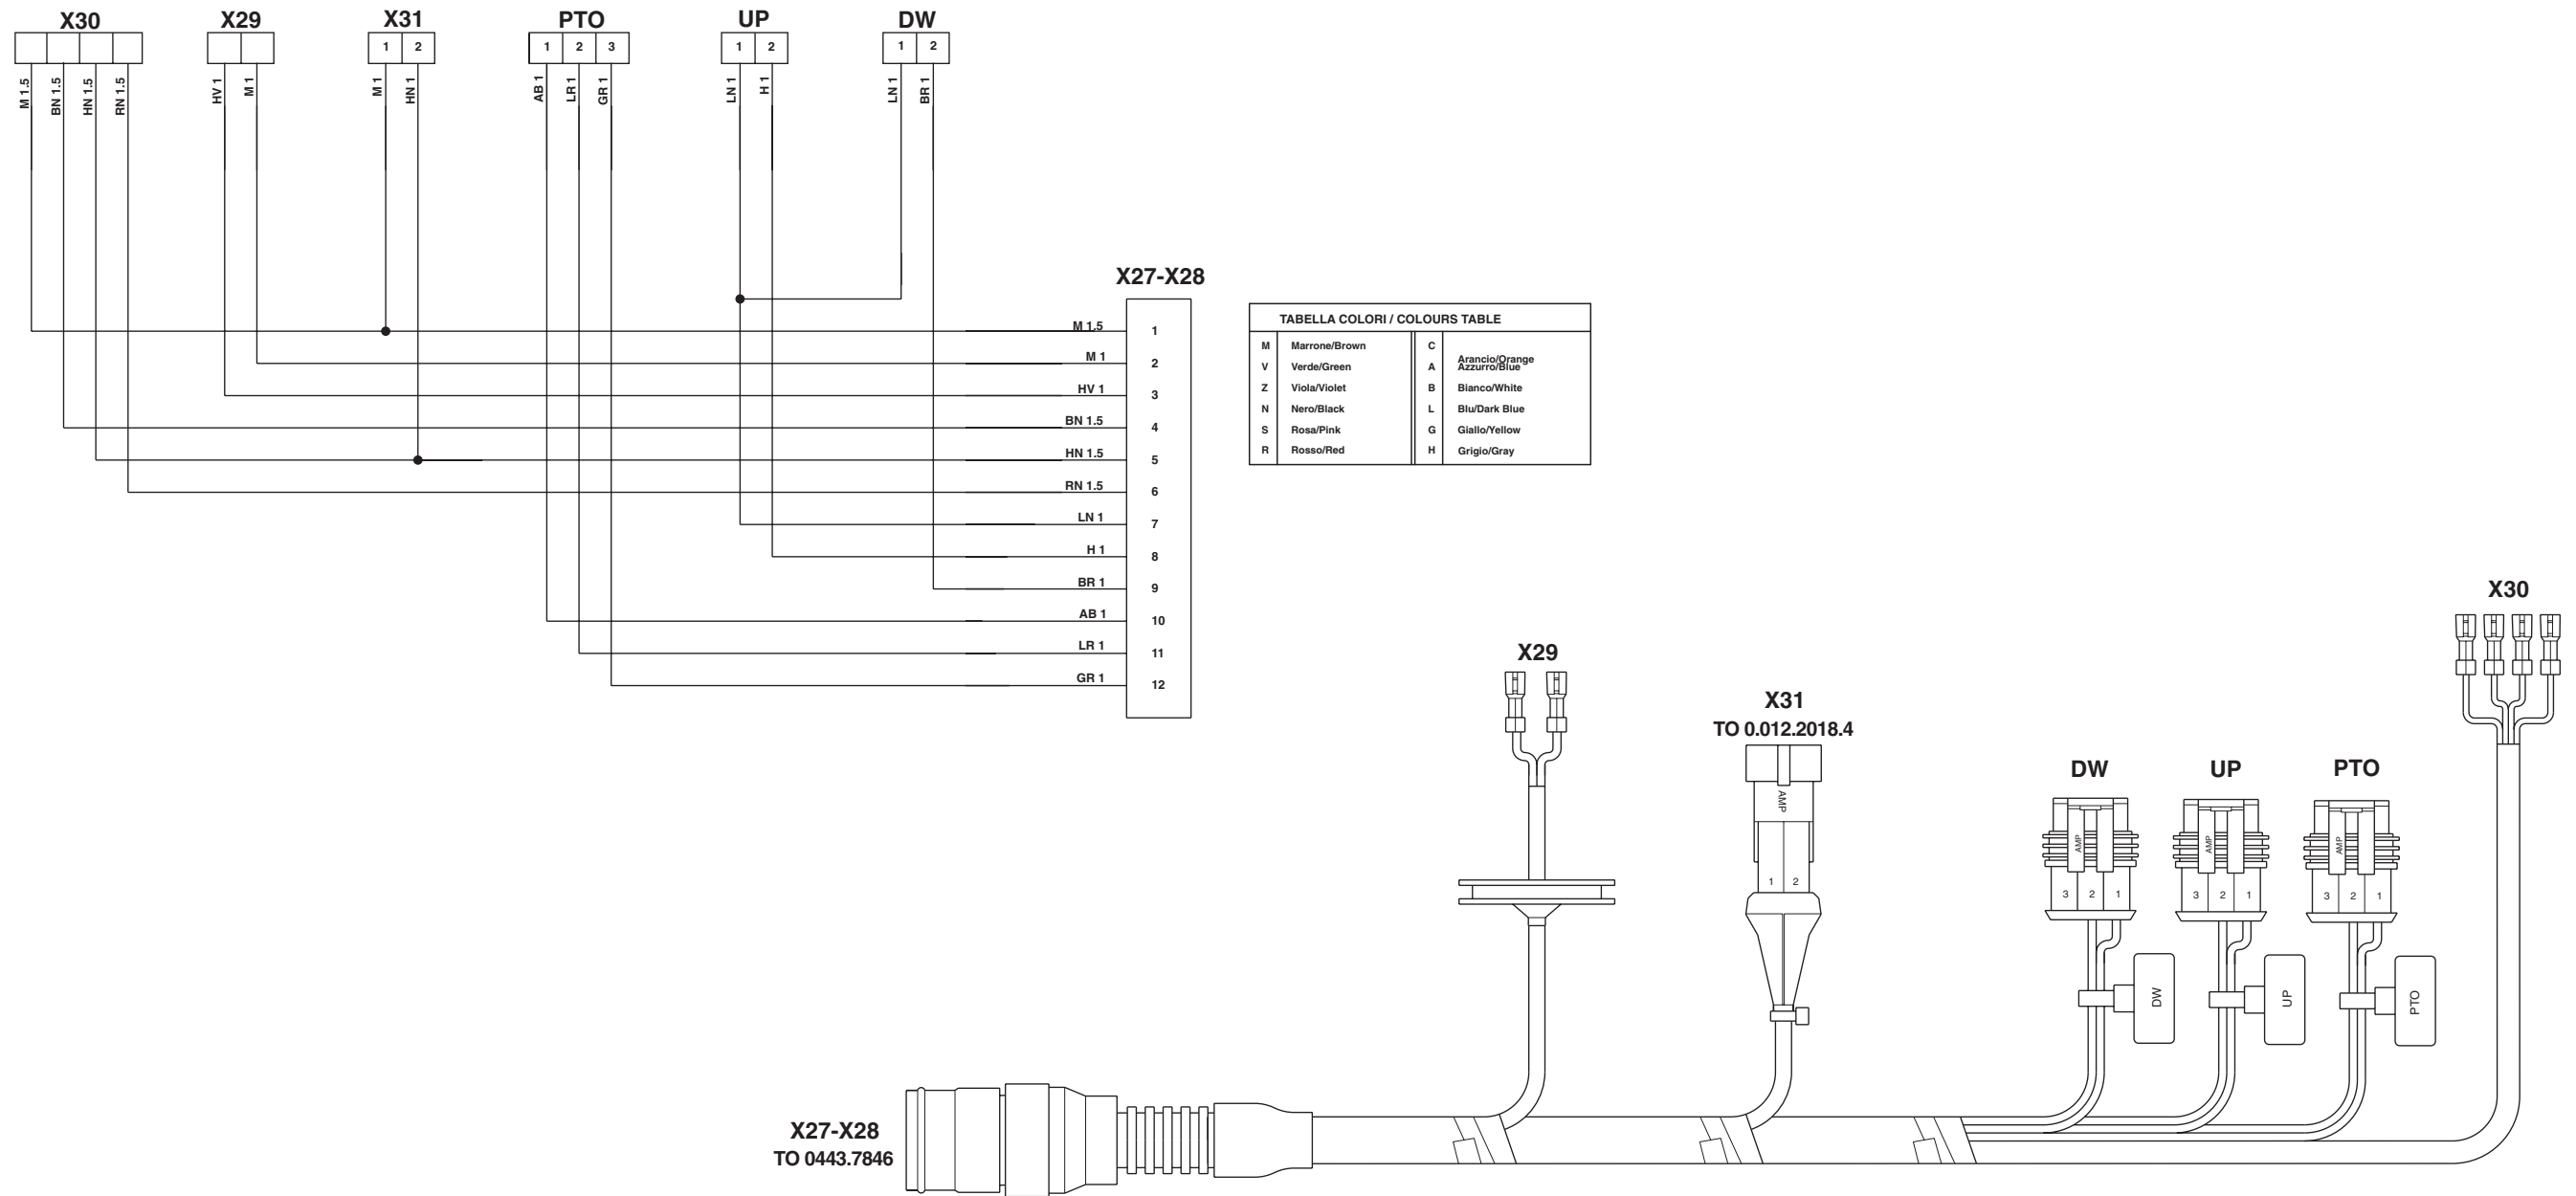 X30 X29 X31 PTO UP DW
1 2 1 2 3 1 2 1 2
M 1.5 BN 1.5 HN 1.5 RN 1.5 HV 1 M 1 M 1 HN 1 AB 1 LR 1 GR 1 LN 1 H 1 LN 1 BR 1
X27-X28
M 1.5 1
M 1 2
HV 1 3
BN 1.5 4
HN 1.5 5
RN 1.5 6
LN 1 7
H 1 8
BR 1 9
AB 1 10
LR 1 11
GR 1 12
TABELLA COLORI / COLOURS TABLE
M Marrone/Brown C Arancio/Orange
V Verde/Green A Azzurro/Blue
Z Viola/Violet B Bianco/White
N Nero/Black L Blu/Dark Blue
S Rosa/Pink G Giallo/Yellow
R Rosso/Red H Grigio/Gray
X30
X29
X31
TO 0.012.2018.4
AMP
1 2
DW UP PTO
AMP AMP AMP
3 2 1 3 2 1 3 2 1
DW UP PTO
X27-X28
TO 0443.7846